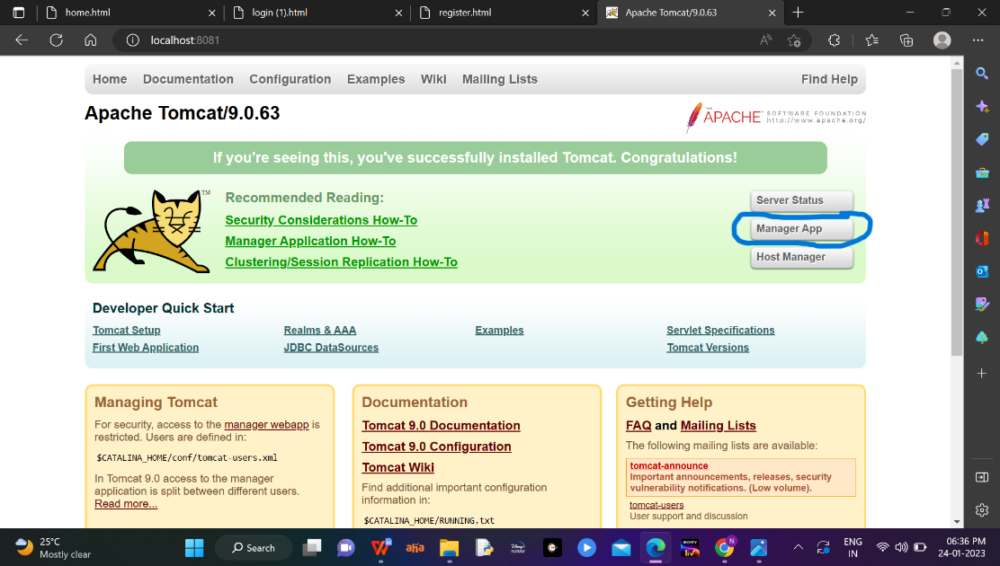 home.html
login (1).html
register.html
Apache Tomcat/9.0.63
localhost:8081
Home Documentation Configuration Examples Wiki Mailing Lists Find Help
Apache Tomcat/9.0.63
THE APACHE SOFTWARE FOUNDATION
http://www.apache.org/
If you're seeing this, you've successfully installed Tomcat. Congratulations!
TM
Recommended Reading:
Security Considerations How-To
Manager Application How-To
Clustering/Session Replication How-To
Server Status
Manager App
Host Manager
Developer Quick Start
Tomcat Setup
First Web Application
Realms & AAA
JDBC DataSources
Examples
Servlet Specifications
Tomcat Versions
Managing Tomcat
For security, access to the manager webapp is
restricted. Users are defined in:
$CATALINA_HOME/conf/tomcat-users.xml
In Tomcat 9.0 access to the manager
application is split between different users.
Read more...
Documentation
Tomcat 9.0 Documentation
Tomcat 9.0 Configuration
Tomcat Wiki
Find additional important configuration
information in:
$CATALINA_HOME/RUNNING.txt
Getting Help
FAQ and Mailing Lists
The following mailing lists are available:
tomcat-announce
Important announcements, releases, security
vulnerability notifications. (Low volume).
tomcat-users
User support and discussion
25°C
Mostly clear
Search
aha
SONY
liv
N
ENG
IN
06:36 PM
24-01-2023